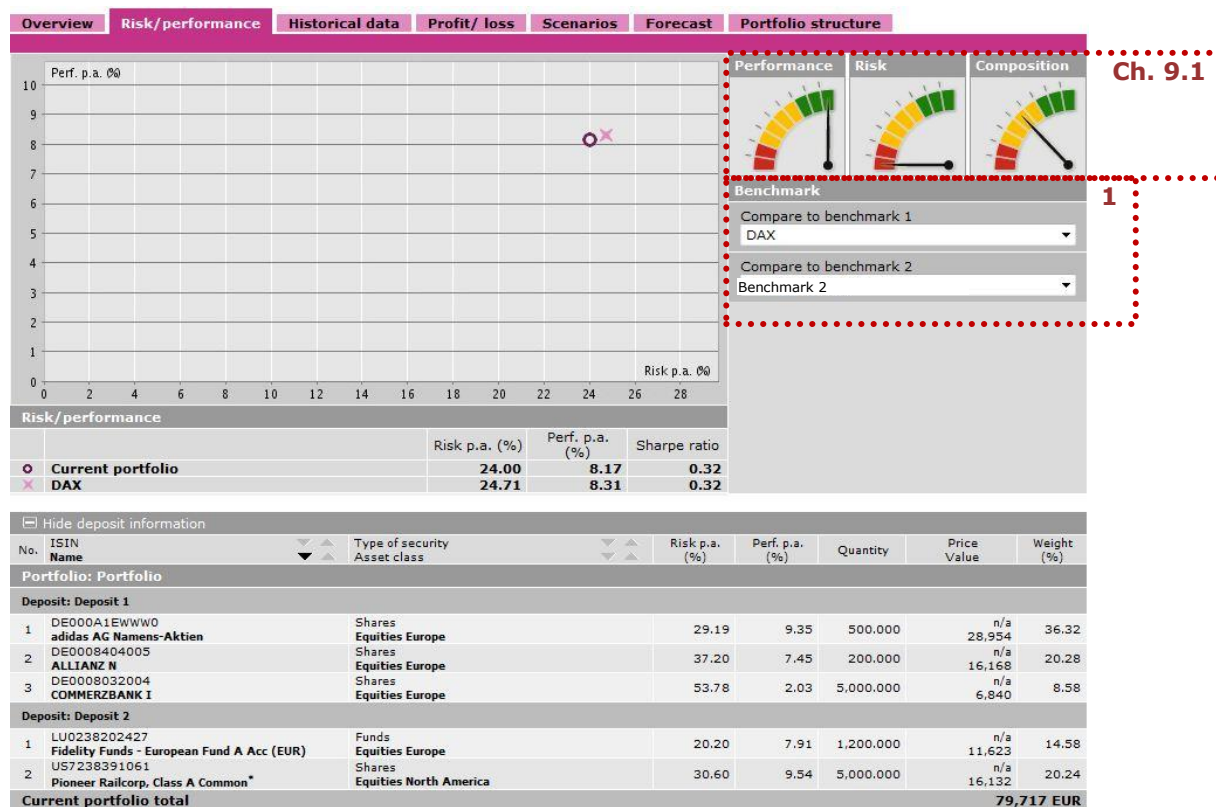 Overview Risk/performance Historical data Profit/ loss Scenarios Forecast Portfolio structure
Perf. p.a. (%)
10
9
8
7
6
5
4
3
2
1
0
Risk p.a. (%)
0 2 4 6 8 10 12 14 16 18 20 22 24 26 28
Performance Risk Composition
Ch. 9.1
Benchmark
1
Compare to benchmark 1
DAX
Compare to benchmark 2
Benchmark 2
Risk/performance
Risk p.a. (%) Perf. p.a. (%) Sharpe ratio
Current portfolio 24.00 8.17 0.32
DAX 24.71 8.31 0.32
Hide deposit information
No. ISIN Type of security Risk p.a. (%) Perf. p.a. (%) Quantity Price Weight (%)
Name Asset class Value
Portfolio: Portfolio
Deposit: Deposit 1
1 DE000A1EWWW0 Shares 29.19 9.35 500.000 n/a 36.32
adidas AG Namens-Aktien Equities Europe 28,954
2 DE0008404005 Shares 37.20 7.45 200.000 n/a 20.28
ALLIANZ N Equities Europe 16,168
3 DE0008032004 Shares 53.78 2.03 5,000.000 n/a 8.58
COMMERZBANK I Equities Europe 6,840
Deposit: Deposit 2
1 LU0238202427 Funds 20.20 7.91 1,200.000 n/a 14.58
Fidelity Funds - European Fund A Acc (EUR) Equities Europe 11,623
2 US7238391061 Shares 30.60 9.54 5,000.000 n/a 20.24
Pioneer Railcorp, Class A Common* Equities North America 16,132
Current portfolio total 79,717 EUR